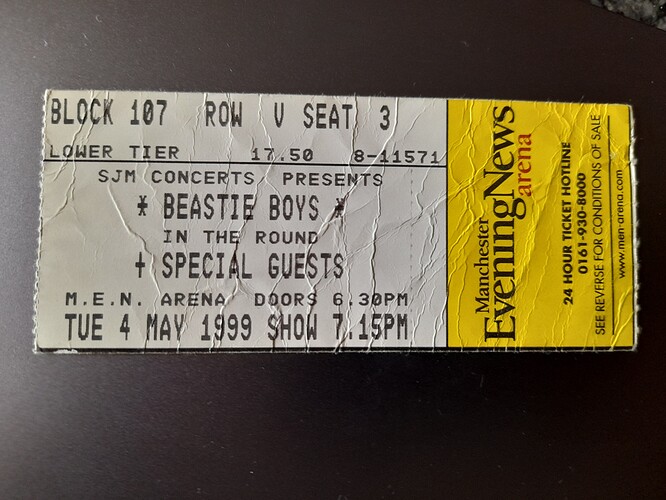 BLOCK 107 ROW V SEAT 3
LOWER TIER 17.50 8-11571
SJM CONCERTS PRESENTS
* BEASTIE BOYS *
IN THE ROUND
+ SPECIAL GUESTS
M.E.N. ARENA DOORS 6.30PM
TUE 4 MAY 1999 SHOW 7.15PM
Manchester
EveningNews
arena
24 HOUR TICKET HOTLINE
0161-930-8000
SEE REVERSE FOR CONDITIONS OF SALE
www.men-arena.com